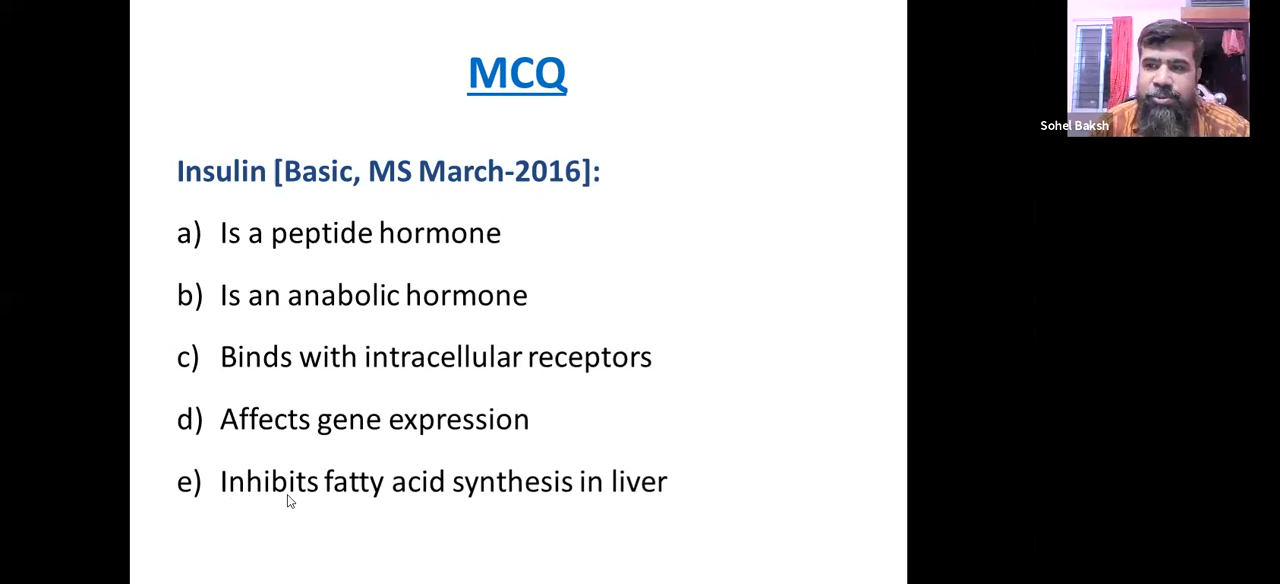 MCQ
Sohel Baksh
Insulin [Basic, MS March-2016]:
a) Is a peptide hormone
b) Is an anabolic hormone
c) Binds with intracellular receptors
d) Affects gene expression
e) Inhibits fatty acid synthesis in liver